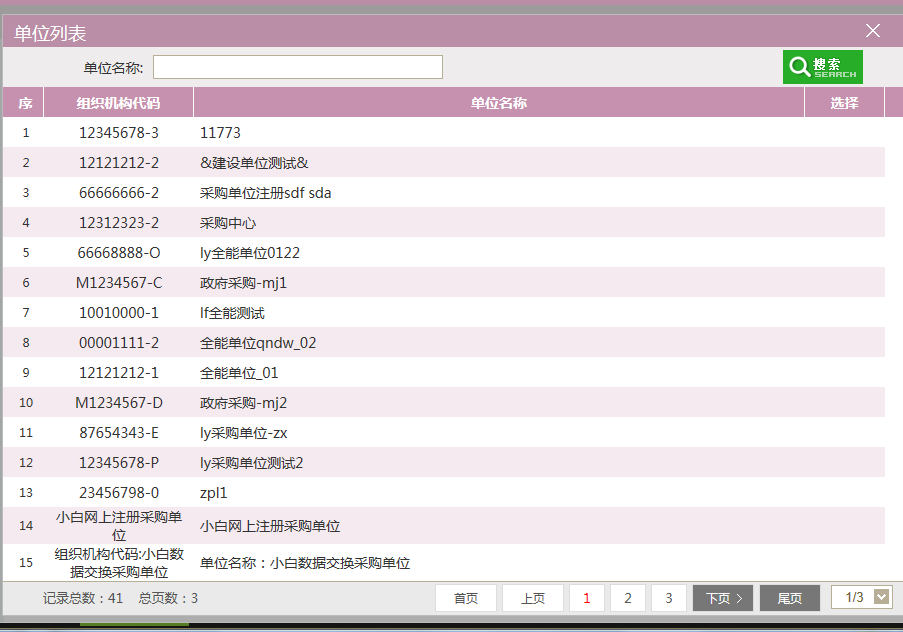 单位列表
单位名称:
搜索
SEARCH
序 组织机构代码 单位名称 选择
1 12345678-3 11773
2 12121212-2 &建设单位测试&
3 66666666-2 采购单位注册sdf sda
4 12312323-2 采购中心
5 66668888-O ly全能单位0122
6 M1234567-C 政府采购-mj1
7 10010000-1 lf全能测试
8 00001111-2 全能单位qndw_02
9 12121212-1 全能单位_01
10 M1234567-D 政府采购-mj2
11 87654343-E ly采购单位-zx
12 12345678-P ly采购单位测试2
13 23456798-0 zpl1
14 小白网上注册采购单
位 小白网上注册采购单位
15 组织机构代码:小白数
据交换采购单位 单位名称：小白数据交换采购单位
记录总数：41 总页数：3 首页 上页 1 2 3 下页 > 尾页 1/3